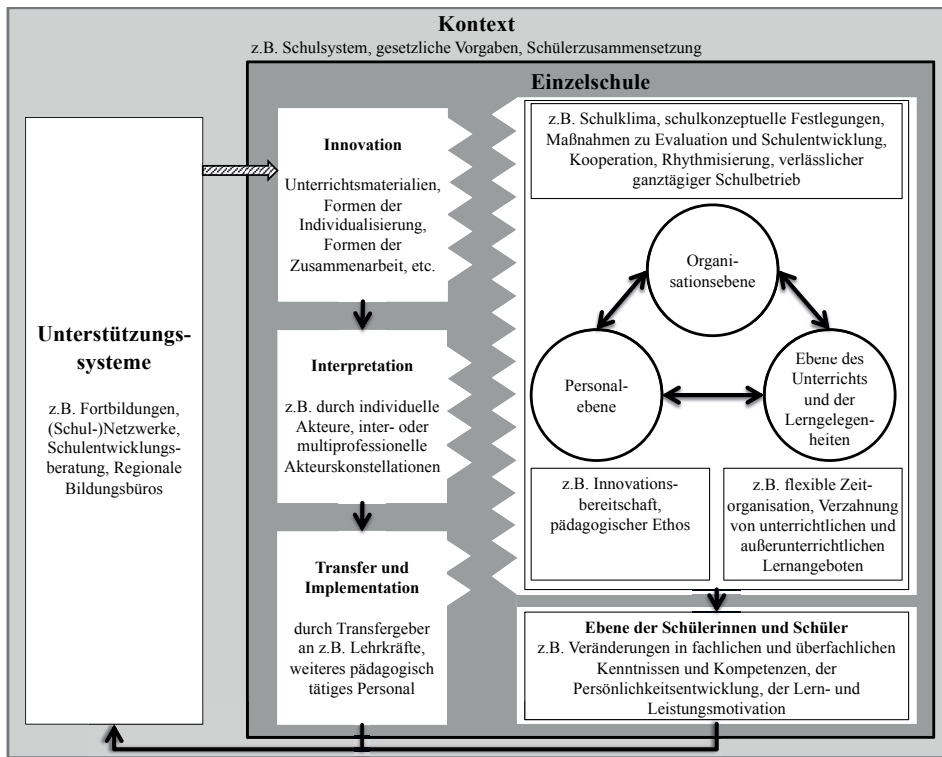 Kontext
z.B. Schulsystem, gesetzliche Vorgaben, Schülerzusammensetzung
Unterstützungs-
systeme
z.B. Fortbildungen,
(Schul-)Netzwerke,
Schulentwicklungs-
beratung, Regionale
Bildungsbüros
Einzelschule
Innovation
Unterrichtsmaterialien,
Formen der
Individualisierung,
Formen der
Zusammenarbeit, etc.
Interpretation
z.B. durch individuelle
Akteure, inter- oder
multiprofessionelle
Akteurskonstellationen
Transfer und
Implementation
durch Transfergeber
an z.B. Lehrkräfte,
weiteres pädagogisch
tätiges Personal
z.B. Schulklima, schulkonzeptuelle Festlegungen,
Maßnahmen zu Evaluation und Schulentwicklung,
Kooperation, Rhythmisierung, verlässlicher
ganztägiger Schulbetrieb
Organi-
sationsebene
Personal-
ebene
Ebene des
Unterrichts
und der
Lerngelegen-
heiten
z.B. Innovations-
bereitschaft,
pädagogischer Ethos
z.B. flexible Zeit-
organisation, Verzahnung
von unterrichtlichen und
außerunterrichtlichen
Lernangeboten
Ebene der Schülerinnen und Schüler
z.B. Veränderungen in fachlichen und überfachlichen
Kenntnissen und Kompetenzen, der
Persönlichkeitsentwicklung, der Lern- und
Leistungsmotivation